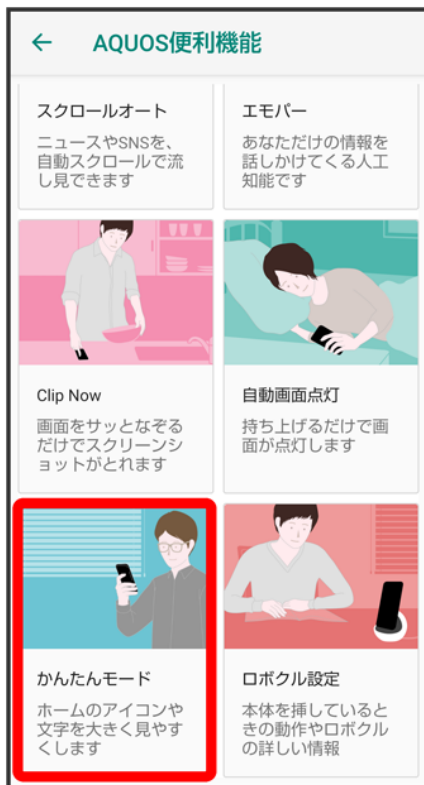 ← AQUOS便利機能
スクロールオート
ニュースやSNSを、
自動スクロールで流
し見できます
エモパー
あなただけの情報を
話しかけてくる人工
知能です
Clip Now
画面をサッとなぞる
だけでスクリーンシ
ョットがとれます
自動画面点灯
持ち上げるだけで画
面が点灯します
かんたんモード
ホームのアイコンや
文字を大きく見やす
くします
ロボクル設定
本体を挿していると
きの動作やロボクル
の詳しい情報